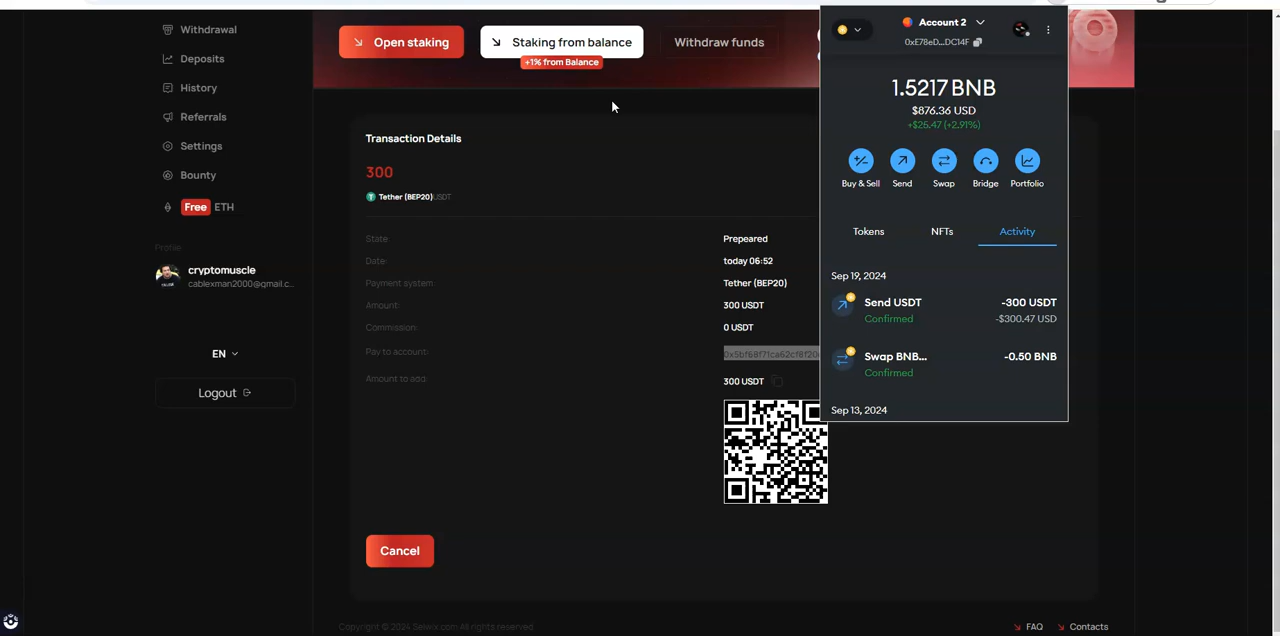 Withdrawal
Deposits
History
Referrals
Settings
Bounty
Free ETH
Profile
cryptomuscle
cablexman2000@gmail.c...
EN
Logout
Open staking
Staking from balance
+1% from Balance
Withdraw funds
Transaction Details
300
Tether (BEP20)USDT
State: Prepeared
Date: today 06:52
Payment system: Tether (BEP20)
Amount: 300 USDT
Commission: 0 USDT
Pay to account: 0x5bf68f71ca62cf8f20
Amount to add: 300 USDT
Cancel
Account 2
0xE78eD...DC14F
1.5217 BNB
$876.36 USD
+$25.47 (+2.91%)
Buy & Sell
Send
Swap
Bridge
Portfolio
Tokens
NFTs
Activity
Sep 19, 2024
Send USDT -300 USDT
Confirmed -$300.47 USD
Swap BNB... -0.50 BNB
Confirmed
Sep 13, 2024
FAQ
Contacts